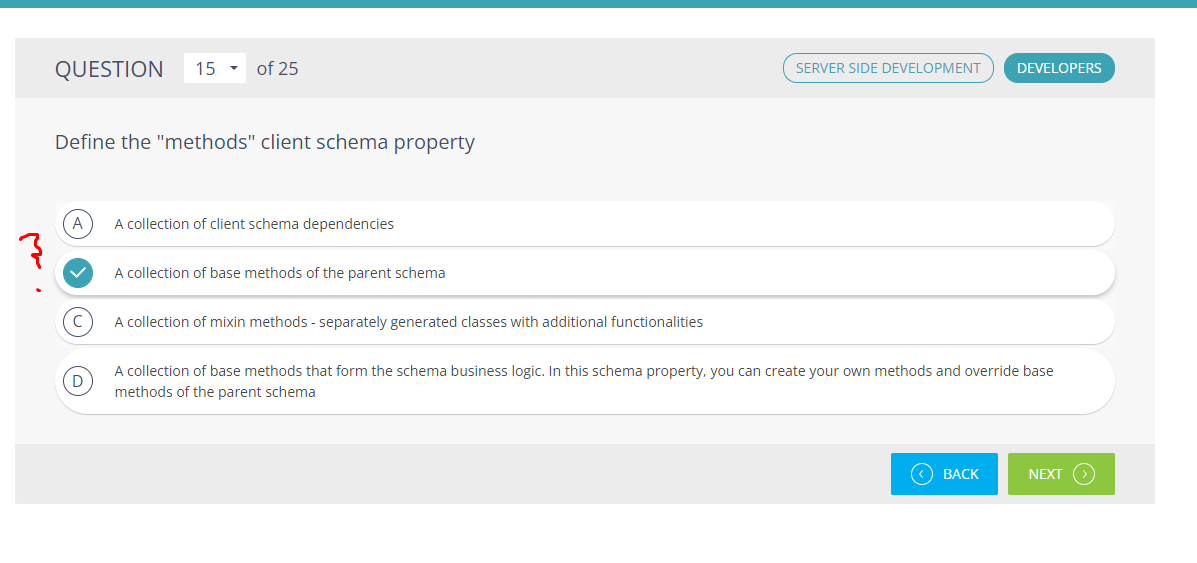 QUESTION 15 of 25 SERVER SIDE DEVELOPMENT DEVELOPERS
Define the "methods" client schema property
A A collection of client schema dependencies
A collection of base methods of the parent schema
C A collection of mixin methods - separately generated classes with additional functionalities
D A collection of base methods that form the schema business logic. In this schema property, you can create your own methods and override base
methods of the parent schema
BACK NEXT